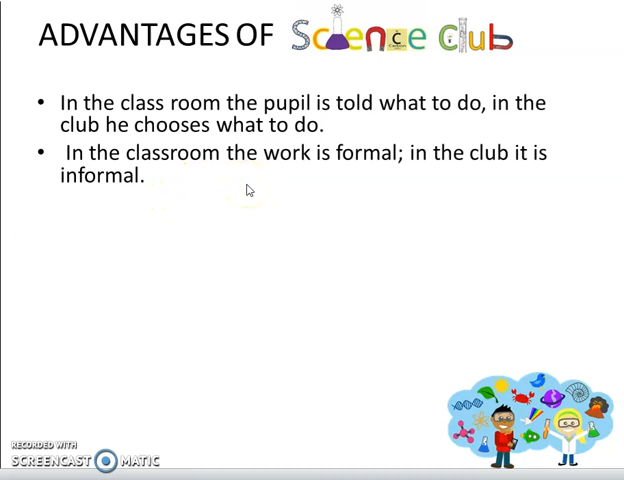 ADVANTAGES OF Science Club
• In the class room the pupil is told what to do, in the
club he chooses what to do.
• In the classroom the work is formal; in the club it is
informal.
RECORDED WITH
SCREENCAST MATIC